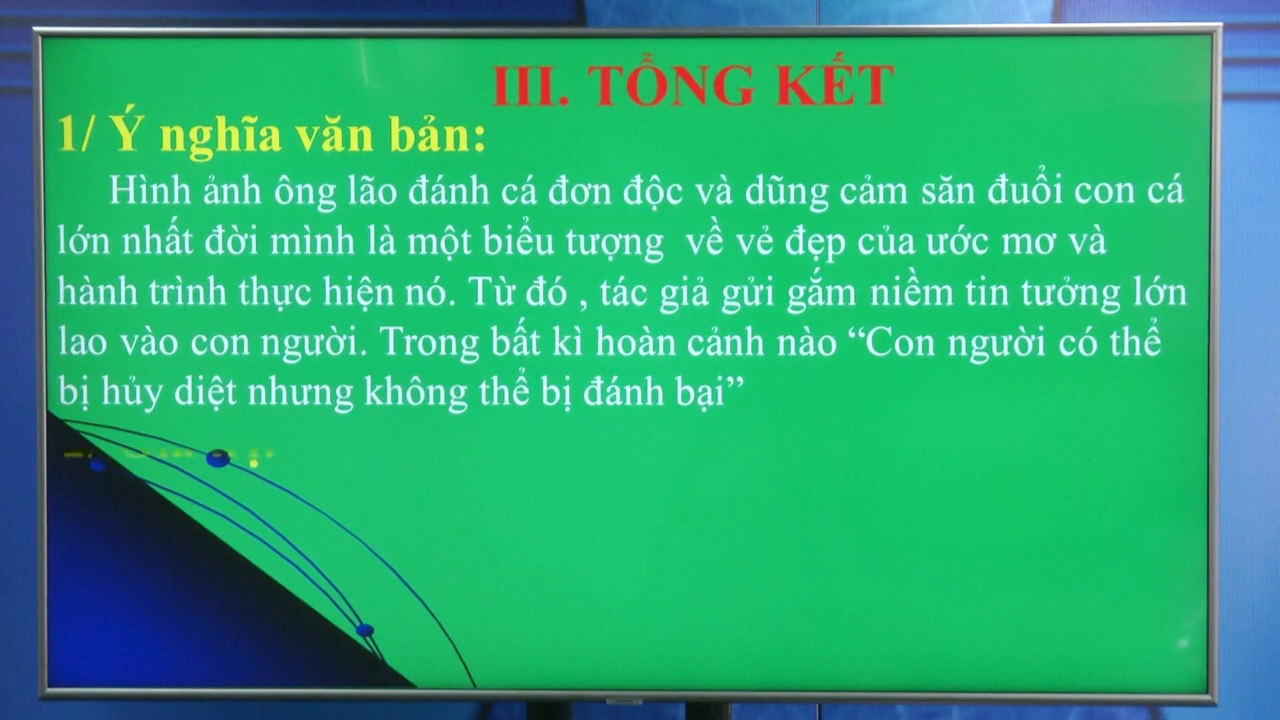 III. TỔNG KẾT
1/ Ý nghĩa văn bản:
Hình ảnh ông lão đánh cá đơn độc và dũng cảm săn đuổi con cá
lớn nhất đời mình là một biểu tượng về vẻ đẹp của ước mơ và
hành trình thực hiện nó. Từ đó , tác giả gửi gắm niềm tin tưởng lớn
lao vào con người. Trong bất kì hoàn cảnh nào “Con người có thể
bị hủy diệt nhưng không thể bị đánh bại”